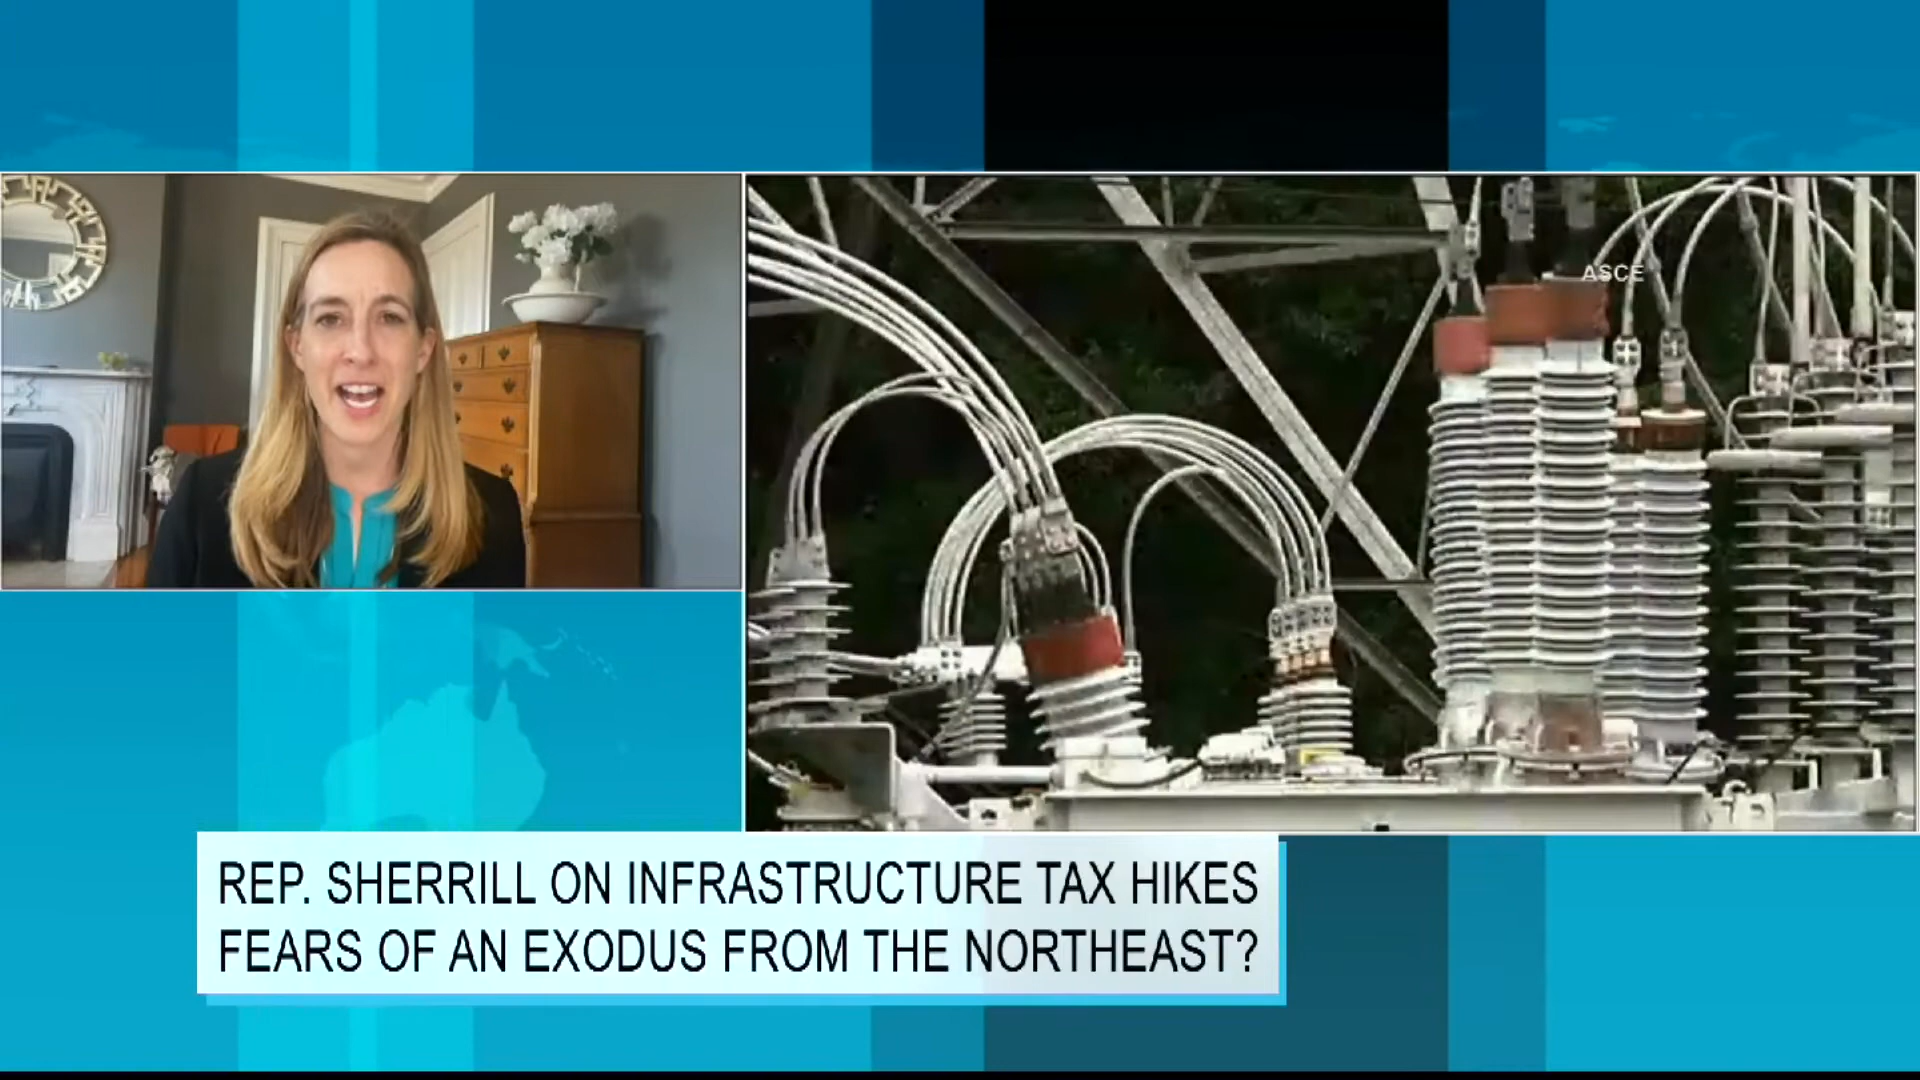 ASCE
REP. SHERRILL ON INFRASTRUCTURE TAX HIKES
FEARS OF AN EXODUS FROM THE NORTHEAST?